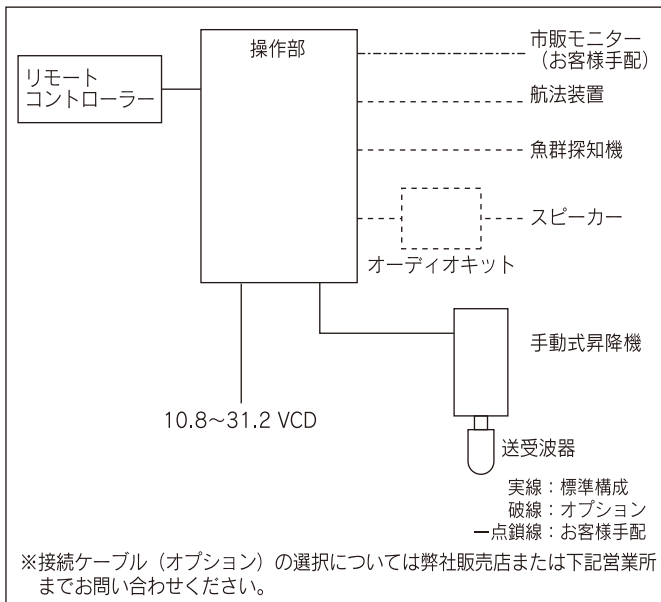 操作部
リモート
コントローラー
市販モニター
（お客様手配）
航法装置
魚群探知機
スピーカー
オーディオキット
手動式昇降機
10.8～31.2 VCD
送受波器
実線：標準構成
破線：オプション
一点鎖線：お客様手配
※接続ケーブル（オプション）の選択については弊社販売店または下記営業所
までお問い合わせください。